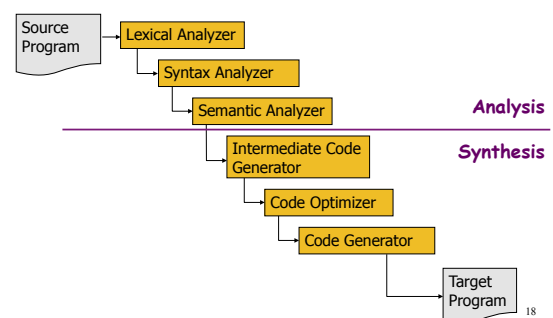 Source
Program
Lexical Analyzer
Syntax Analyzer
Semantic Analyzer
Analysis
Synthesis
Intermediate Code
Generator
Code Optimizer
Code Generator
Target
Program
18